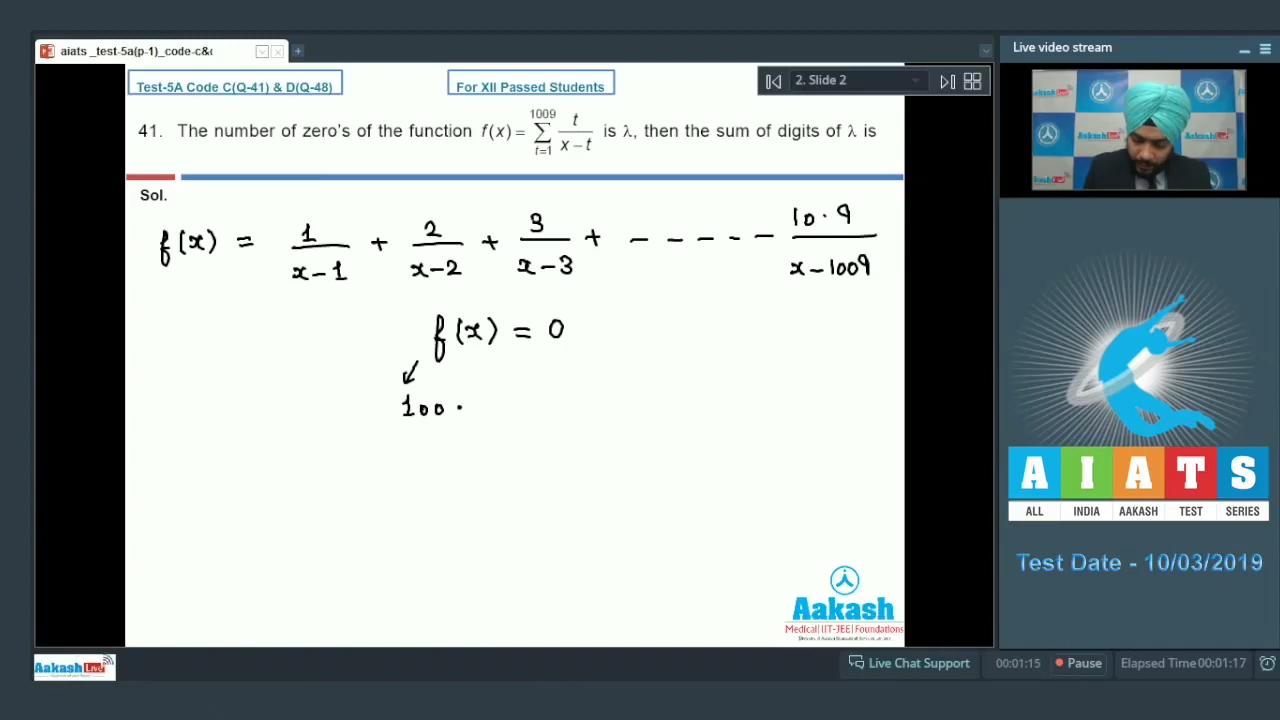 aiats _test-5a(p-1)_code-c&c
Live video stream
Test-5A Code C(Q-41) & D(Q-48)
For XII Passed Students
2. Slide 2
41. The number of zero's of the function f(x) = ∑_{t=1}^{1009} t/(x−t) is λ, then the sum of digits of λ is
Sol.
f(x) = 1/(x-1) + 2/(x-2) + 3/(x-3) + - - - - - 10.9/(x-1009)
f(x) = 0
100.
AIATS
ALL INDIA AAKASH TEST SERIES
Test Date - 10/03/2019
Aakash
Medical|IIT-JEE|Foundations
AakashLive
Live Chat Support
00:01:15
Pause
Elapsed Time 00:01:17